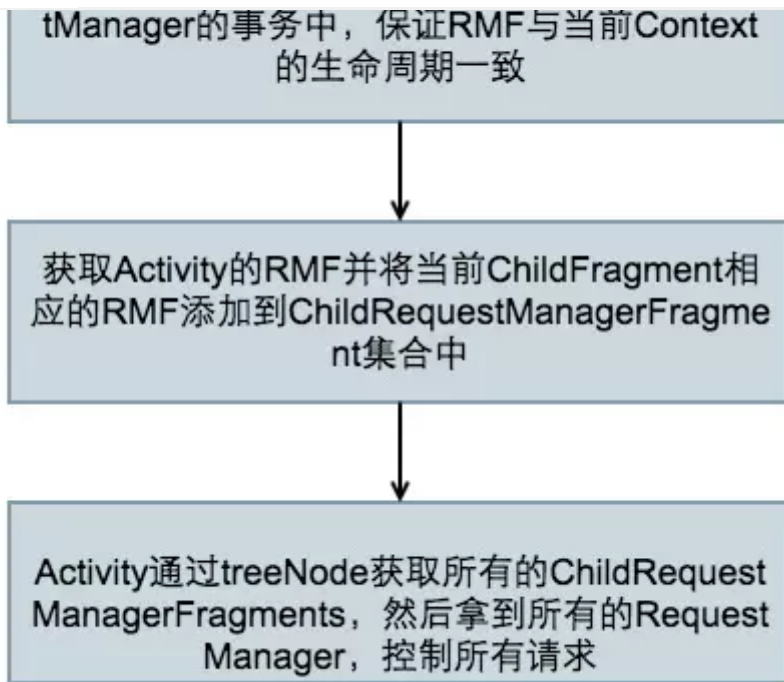 tManager的事务中，保证RMF与当前Context
的生命周期一致
获取Activity的RMF并将当前ChildFragment相
应的RMF添加到ChildRequestManagerFragme
nt集合中
Activity通过treeNode获取所有的ChildRequest
ManagerFragments，然后拿到所有的Request
Manager，控制所有请求